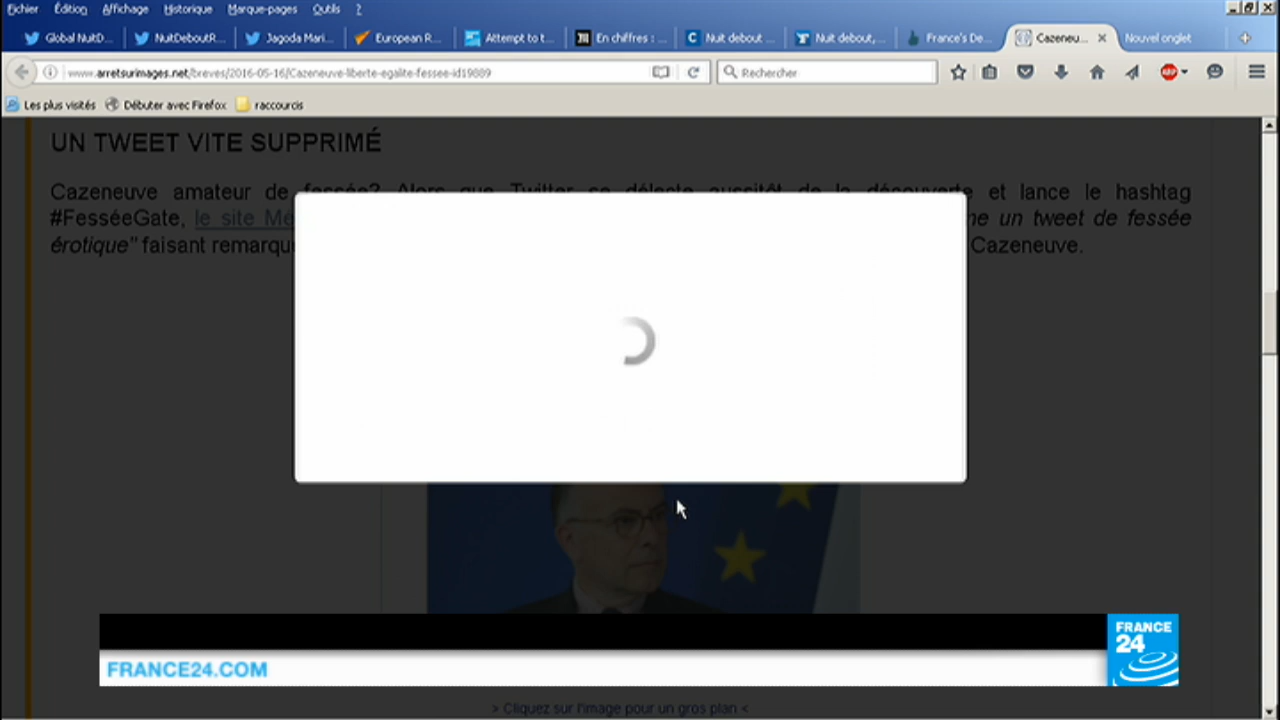 Fichier Édition Affichage Historique Marque-pages Outils ?
Global NuitD... NuitDeboutR... Jagoda Mari... European R... Attempt to t... En chiffres : ... Nuit debout ... Nuit debout,... France's De... Cazeneu... Nouvel onglet
www.arretsurimages.net/breves/2016-05-16/Cazeneuve-liberte-egalite-fessee-id19889 Rechercher
Les plus visités Débuter avec Firefox raccourcis
UN TWEET VITE SUPPRIMÉ
Cazeneuve amateur de fessée? Alors que Twitter se délecte aussitôt de la découverte et lance le hashtag
#FesséeGate, le site un tweet de fessée
érotique" faisant Cazeneuve.
FRANCE
24
FRANCE24.COM
> Cliquez sur l'image pour un gros plan <